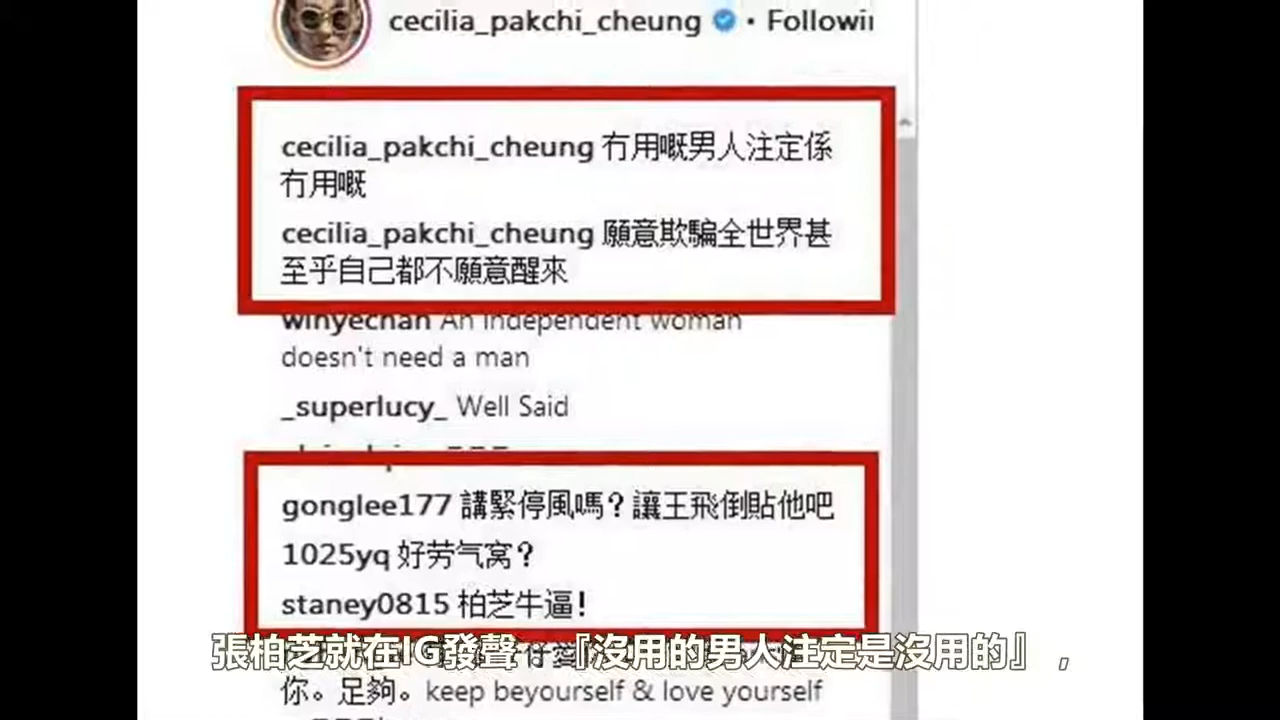 cecilia_pakchi_cheung • Followi
cecilia_pakchi_cheung 冇用嘅男人注定係
冇用嘅
cecilia_pakchi_cheung 願意欺騙全世界甚
至乎自己都不願意醒來
winyechan An independent woman
doesn't need a man
_superlucy_ Well Said
gonglee177 講緊停風嗎？讓王飛倒貼他吧
1025yq 好劳气窝？
staney0815 柏芝牛逼！
張柏芝就在IG發聲：『沒用的男人注定是沒用的』，
你。足夠。keep beyourself & love yourself